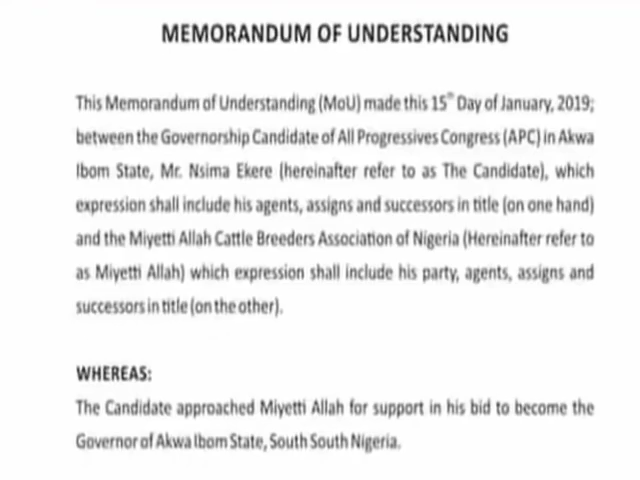 MEMORANDUM OF UNDERSTANDING
This Memorandum of Understanding (MoU) made this 15th Day of January, 2019;
between the Governorship Candidate of All Progressives Congress (APC) in Akwa
Ibom State, Mr. Nsima Ekere (hereinafter refer to as The Candidate), which
expression shall include his agents, assigns and successors in title (on one hand)
and the Miyetti Allah Cattle Breeders Association of Nigeria (Hereinafter refer to
as Miyetti Allah) which expression shall include his party, agents, assigns and
successors in title (on the other).
WHEREAS:
The Candidate approached Miyetti Allah for support in his bid to become the
Governor of Akwa Ibom State, South South Nigeria.